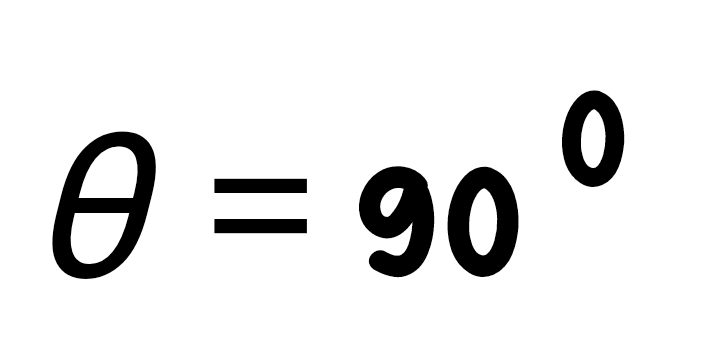 θ = 90⁰